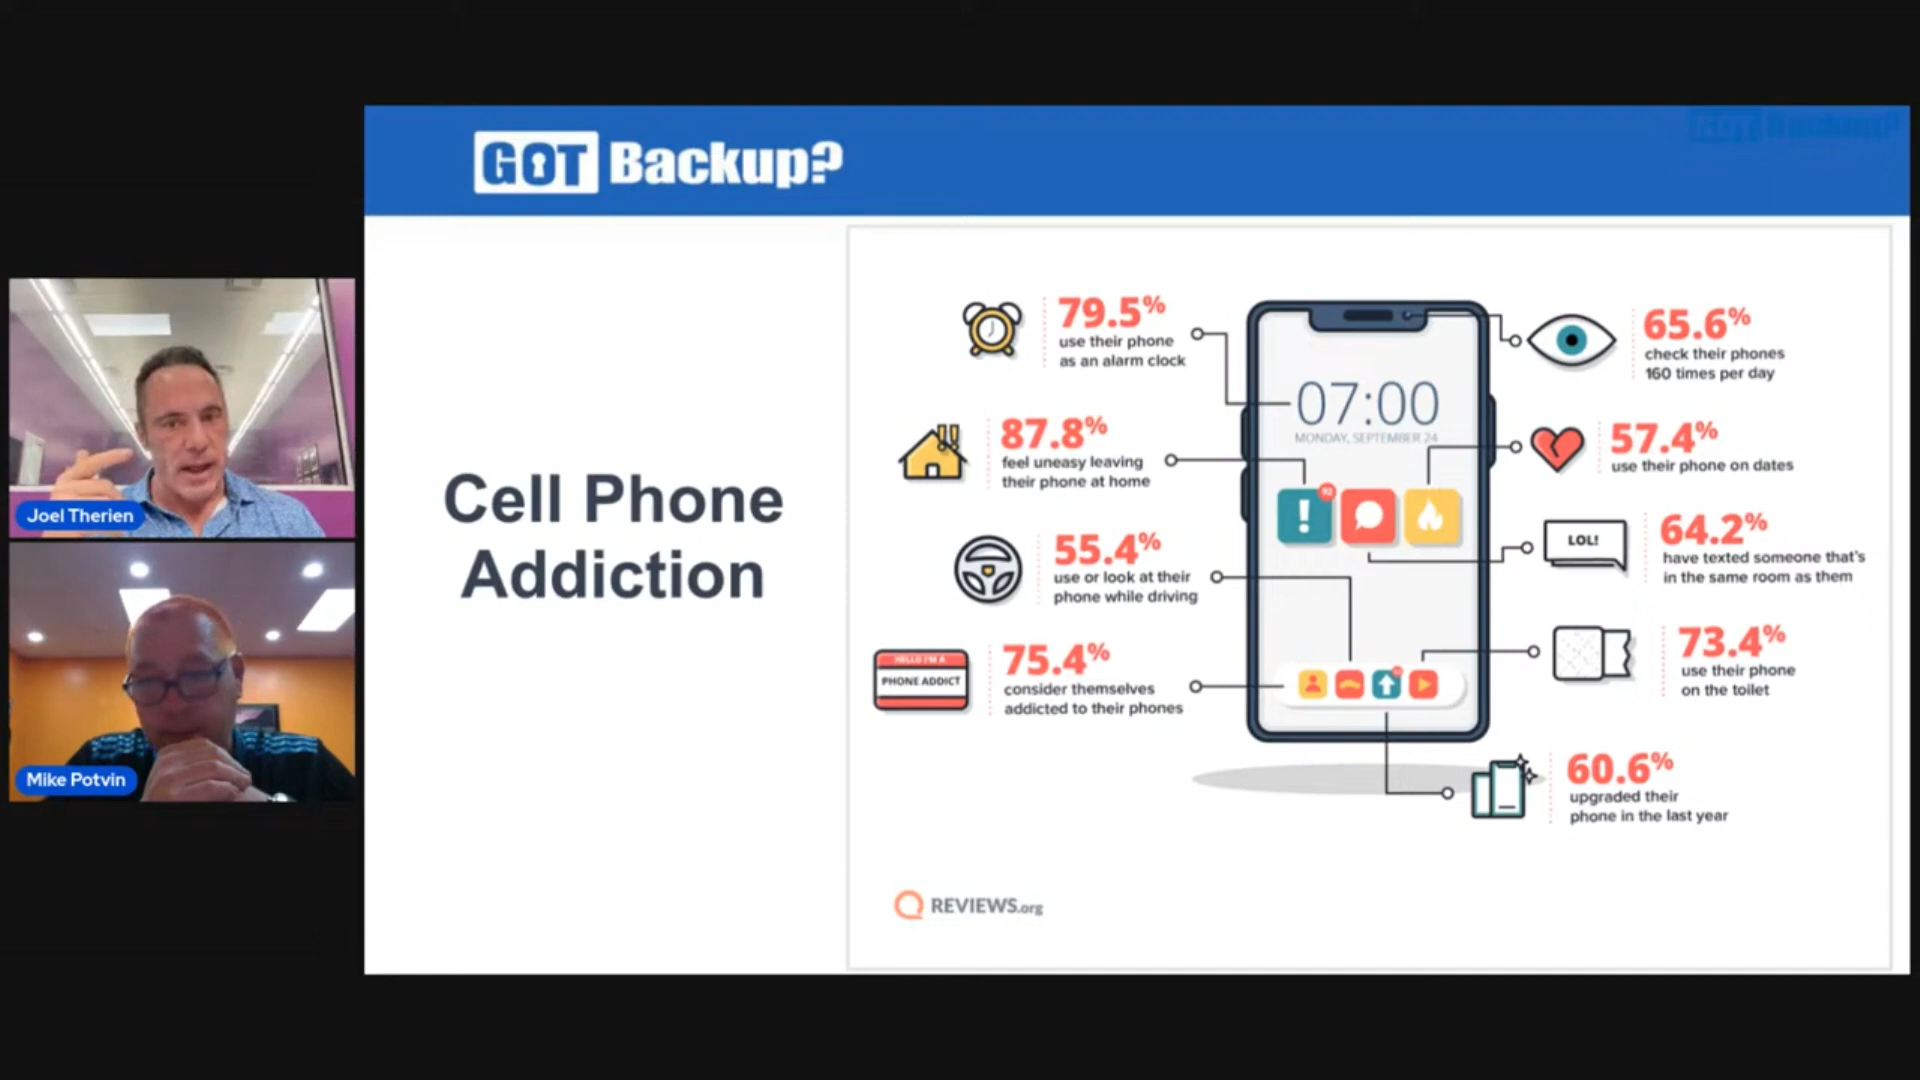 GOT Backup?
GOT Backup?
Joel Therien
Mike Potvin
Cell Phone
Addiction
79.5%
use their phone
as an alarm clock
87.8%
feel uneasy leaving
their phone at home
55.4%
use or look at their
phone while driving
HELLO I'M A
PHONE ADDICT
75.4%
consider themselves
addicted to their phones
07:00
MONDAY, SEPTEMBER 24
!
92
65.6%
check their phones
160 times per day
57.4%
use their phone on dates
LOL!
64.2%
have texted someone that's
in the same room as them
73.4%
use their phone
on the toilet
60.6%
upgraded their
phone in the last year
REVIEWS.org